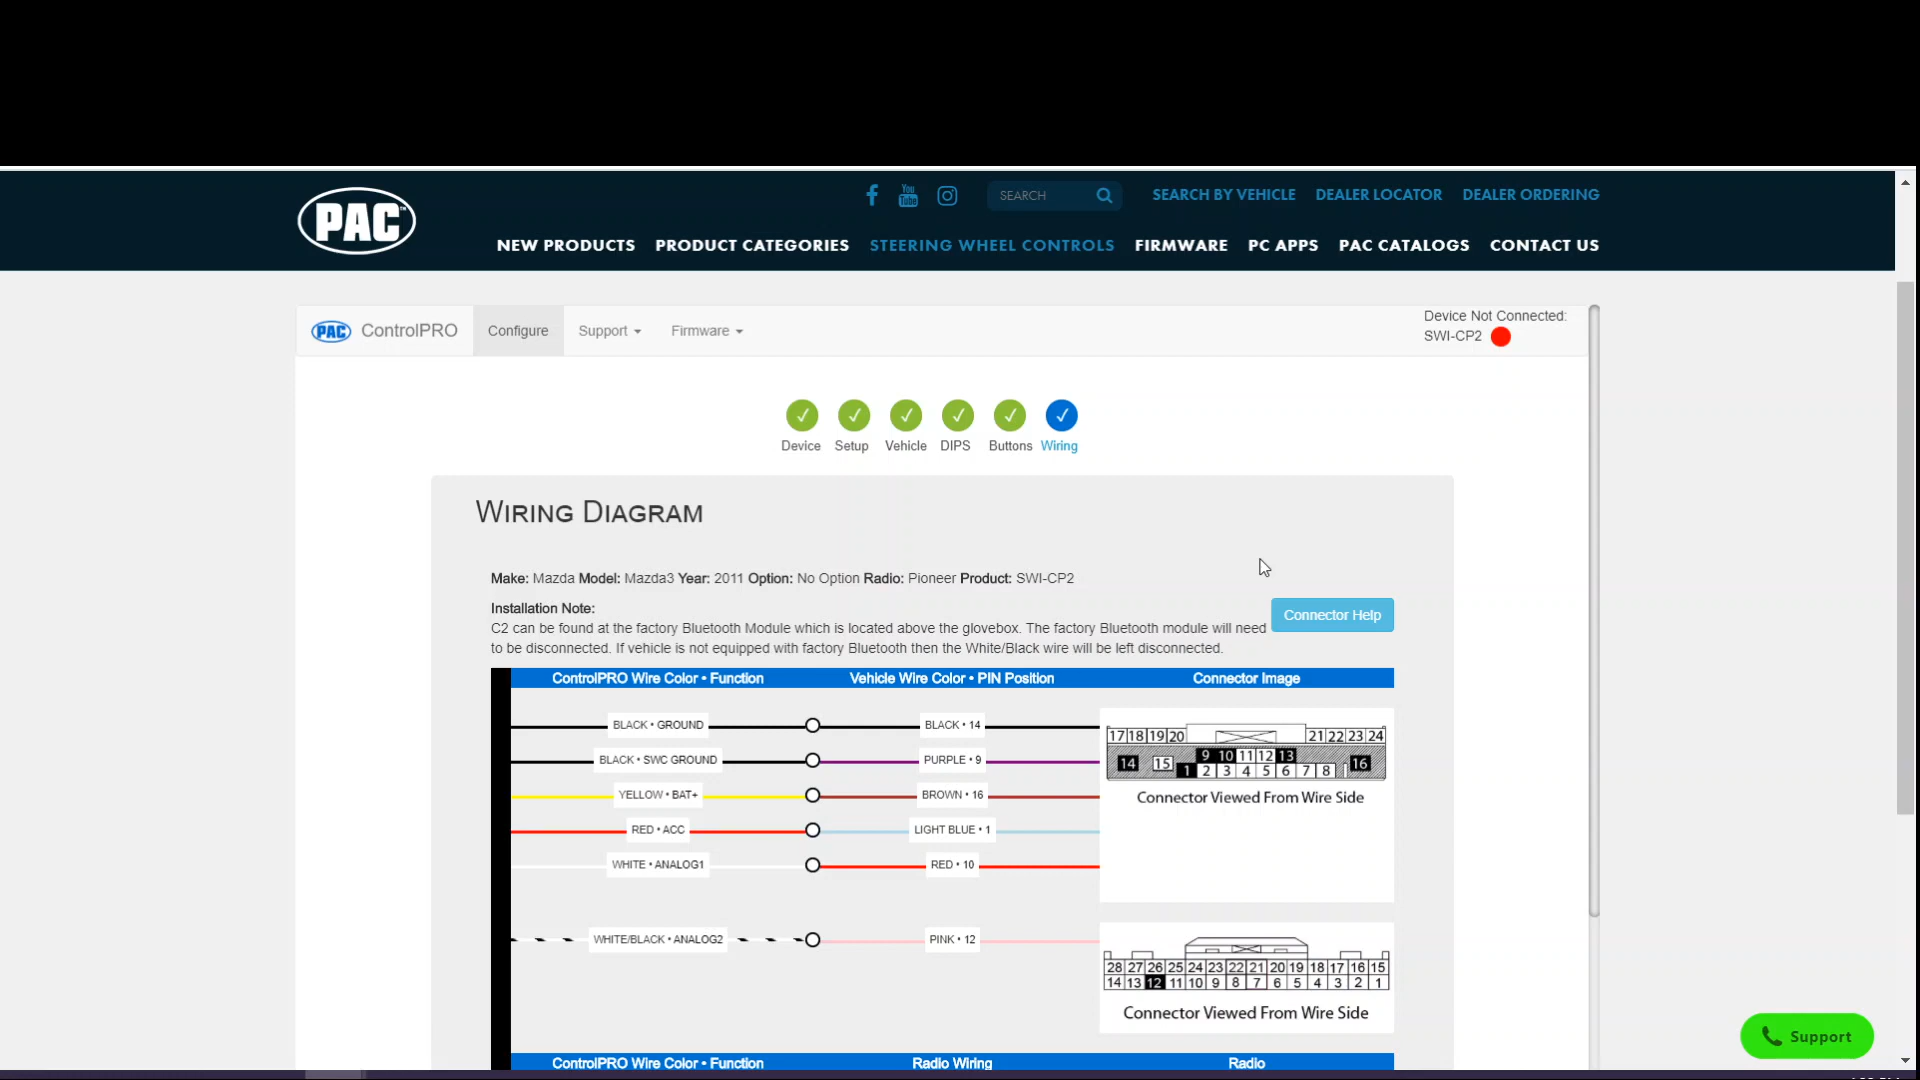 You
Tube
SEARCH
SEARCH BY VEHICLE
DEALER LOCATOR
DEALER ORDERING
PAC™
NEW PRODUCTS
PRODUCT CATEGORIES
STEERING WHEEL CONTROLS
FIRMWARE
PC APPS
PAC CATALOGS
CONTACT US
PAC ControlPRO
Configure
Support
Firmware
Device Not Connected:
SWI-CP2
Device
Setup
Vehicle
DIPS
Buttons
Wiring
WIRING DIAGRAM
Make: Mazda Model: Mazda3 Year: 2011 Option: No Option Radio: Pioneer Product: SWI-CP2
Installation Note:
C2 can be found at the factory Bluetooth Module which is located above the glovebox. The factory Bluetooth module will need
to be disconnected. If vehicle is not equipped with factory Bluetooth then the White/Black wire will be left disconnected.
Connector Help
ControlPRO Wire Color • Function
Vehicle Wire Color • PIN Position
Connector Image
BLACK • GROUND
BLACK • 14
BLACK • SWC GROUND
PURPLE • 9
YELLOW • BAT+
BROWN • 16
RED • ACC
LIGHT BLUE • 1
WHITE • ANALOG1
RED • 10
17 18 19 20 21 22 23 24
9 10 11 12 13
14 15 16
1 2 3 4 5 6 7 8
Connector Viewed From Wire Side
WHITE/BLACK • ANALOG2
PINK • 12
28 27 26 25 24 23 22 21 20 19 18 17 16 15
14 13 12 11 10 9 8 7 6 5 4 3 2 1
Connector Viewed From Wire Side
ControlPRO Wire Color • Function
Radio Wiring
Radio
Support